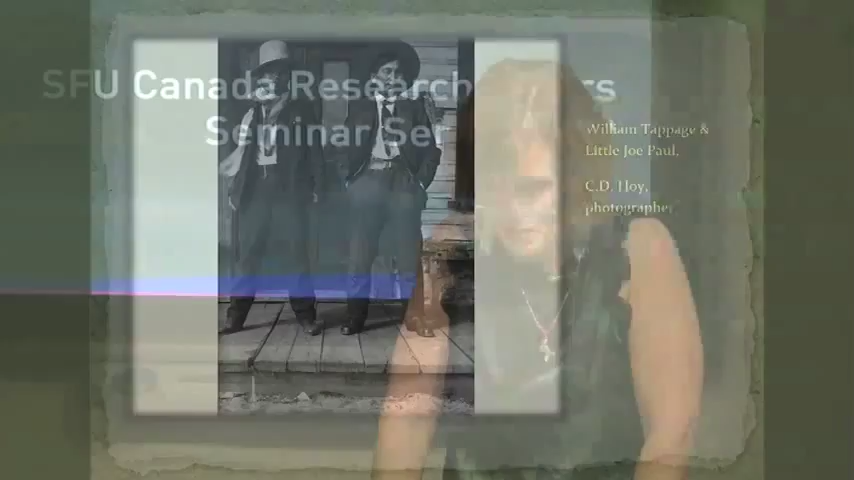 SFU Canada Research
Seminar Ser
William Tappage &
Little Joe Paul,
C.D. Hoy,
photographer